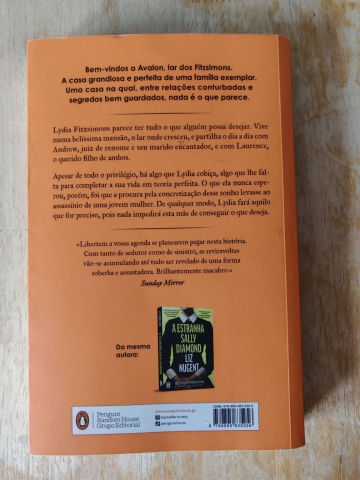 Bem-vindos a Avalon, lar dos Fitzsimons.
A casa grandiosa e perfeita de uma família exemplar.
Uma casa na qual, entre relações conturbadas e
segredos bem guardados, nada é o que parece.
Lydia Fitzsimons parece ter tudo o que alguém possa desejar. Vive
numa belíssima mansão, o lar onde cresceu, e partilha o dia a dia com
Andrew, juiz de renome e seu marido encantador, e com Laurence,
o querido filho de ambos.
Apesar de todo o privilégio, há algo que Lydia cobiça, algo que lhe fal-
ta para completar a sua vida em teoria perfeita. O que ela nunca espe-
rou, porém, foi que a procura pela concretização desse sonho levasse ao
assassínio de uma jovem mulher. De qualquer modo, Lydia fará aquilo
que for preciso, pois nada impedirá esta mãe de conseguir o que deseja.
«Libertem a vossa agenda se planearem pegar nesta história.
Com tanto de sedutor como de sinistro, as reviravoltas
vão-se acumulando até tudo ser revelado de uma forma
soberba e assustadora. Brilhantemente macabro.»
Sunday Mirror
Da mesma
autora:
A ESTRANHA
SALLY
DIAMOND
LIZ
NUGENT
Penguin
Random House
Grupo Editorial
penguinlivros